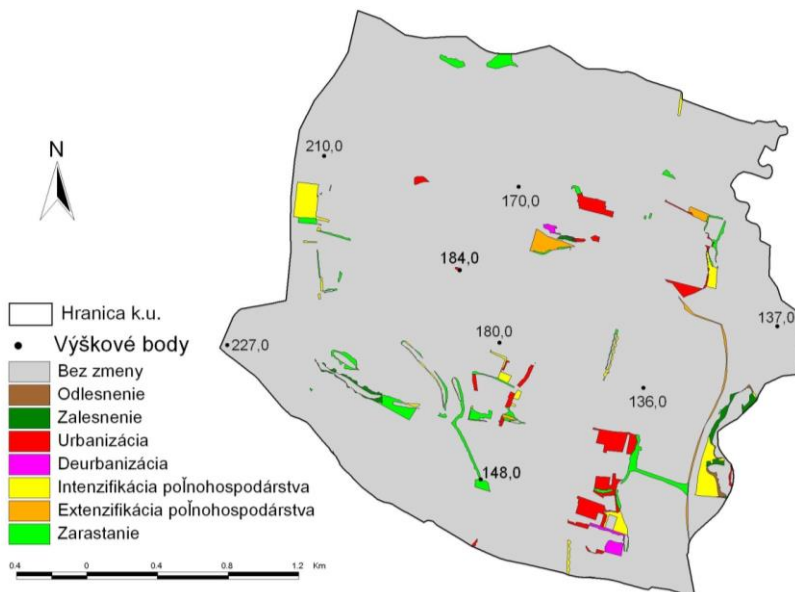 N
210,0
170,0
184,0
180,0
227,0
137,0
136,0
148,0
Hranica k.u.
Výškové body
Bez zmeny
Odlesnenie
Zalesnenie
Urbanizácia
Deurbanizácia
Intenzifikácia poľnohospodárstva
Extenzifikácia poľnohospodárstva
Zarastanie
0.4 0 0.4 0.8 1.2 Km